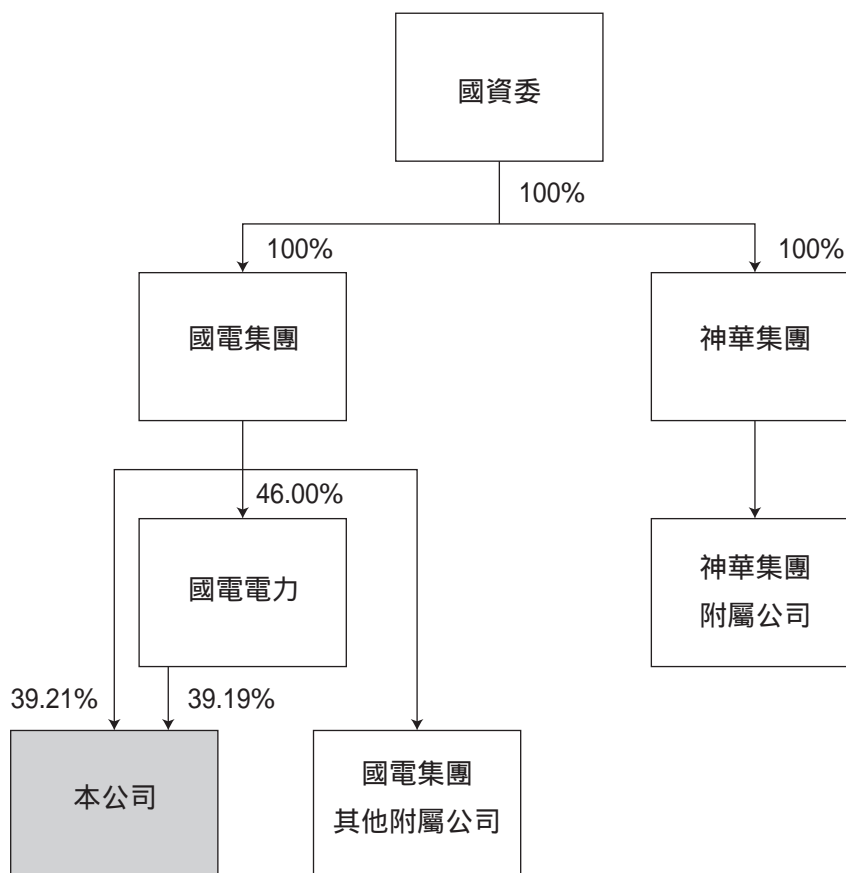 國資委
100%
100%
100%
國電集團
神華集團
46.00%
國電電力
神華集團
附屬公司
39.21%
39.19%
本公司
國電集團
其他附屬公司